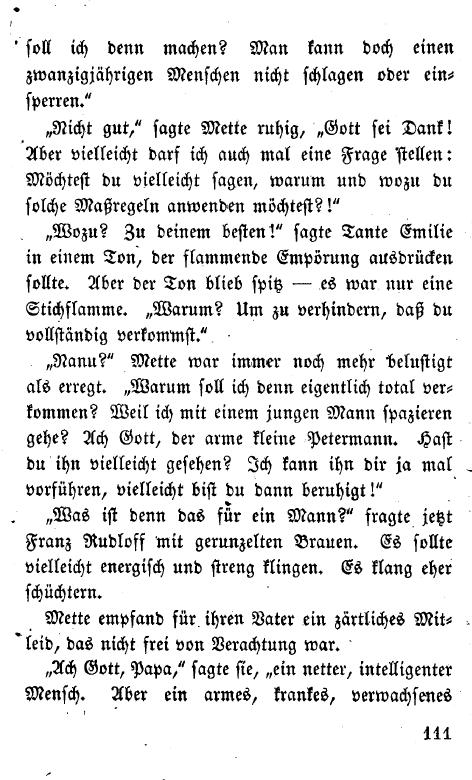 soll ich denn machen? Man kann doch einen
zwanzigjährigen Menschen nicht schlagen oder ein-
sperren.“
„Nicht gut,“ sagte Mette ruhig, „Gott sei Dank!
Aber vielleicht darf ich auch mal eine Frage stellen:
Möchtest du vielleicht sagen, warum und wozu du
solche Maßregeln anwenden möchtest?!“
„Wozu? Zu deinem besten!“ sagte Tante Emilie
in einem Ton, der flammende Empörung ausdrücken
sollte. Aber der Ton blieb spitz — es war nur eine
Stichflamme. „Warum? Um zu verhindern, daß du
vollständig verkommst.“
„Nanu?“ Mette war immer noch mehr belustigt
als erregt. „Warum soll ich denn eigentlich total ver-
kommen? Weil ich mit einem jungen Mann spazieren
gehe? Ach Gott, der arme kleine Petermann. Hast
du ihn vielleicht gesehen? Ich kann ihn dir ja mal
vorführen, vielleicht bist du dann beruhigt!“
„Was ist denn das für ein Mann?“ fragte jetzt
Franz Rudloff mit gerunzelten Brauen. Es sollte
vielleicht energisch und streng klingen. Es klang eher
schüchtern.
Mette empfand für ihren Vater ein zärtliches Mit-
leid, das nicht frei von Verachtung war.
„Ach Gott, Papa,“ sagte sie, „ein netter, intelligenter
Mensch. Aber ein armes, krankes, verwachsenes
111